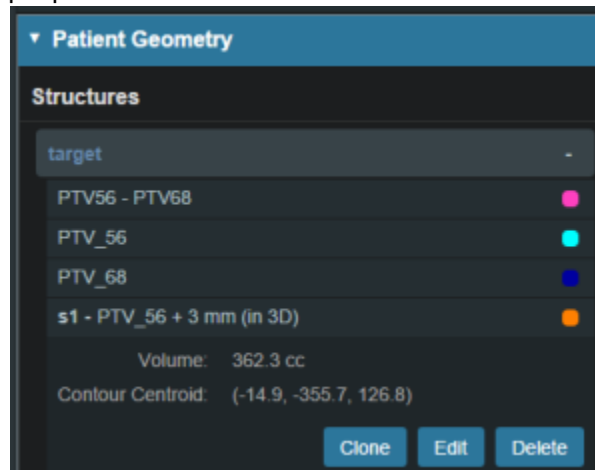 Patient Geometry
Structures
target -
PTV56 - PTV68
PTV_56
PTV_68
s1 - PTV_56 + 3 mm (in 3D)
Volume: 362.3 cc
Contour Centroid: (-14.9, -355.7, 126.8)
Clone Edit Delete